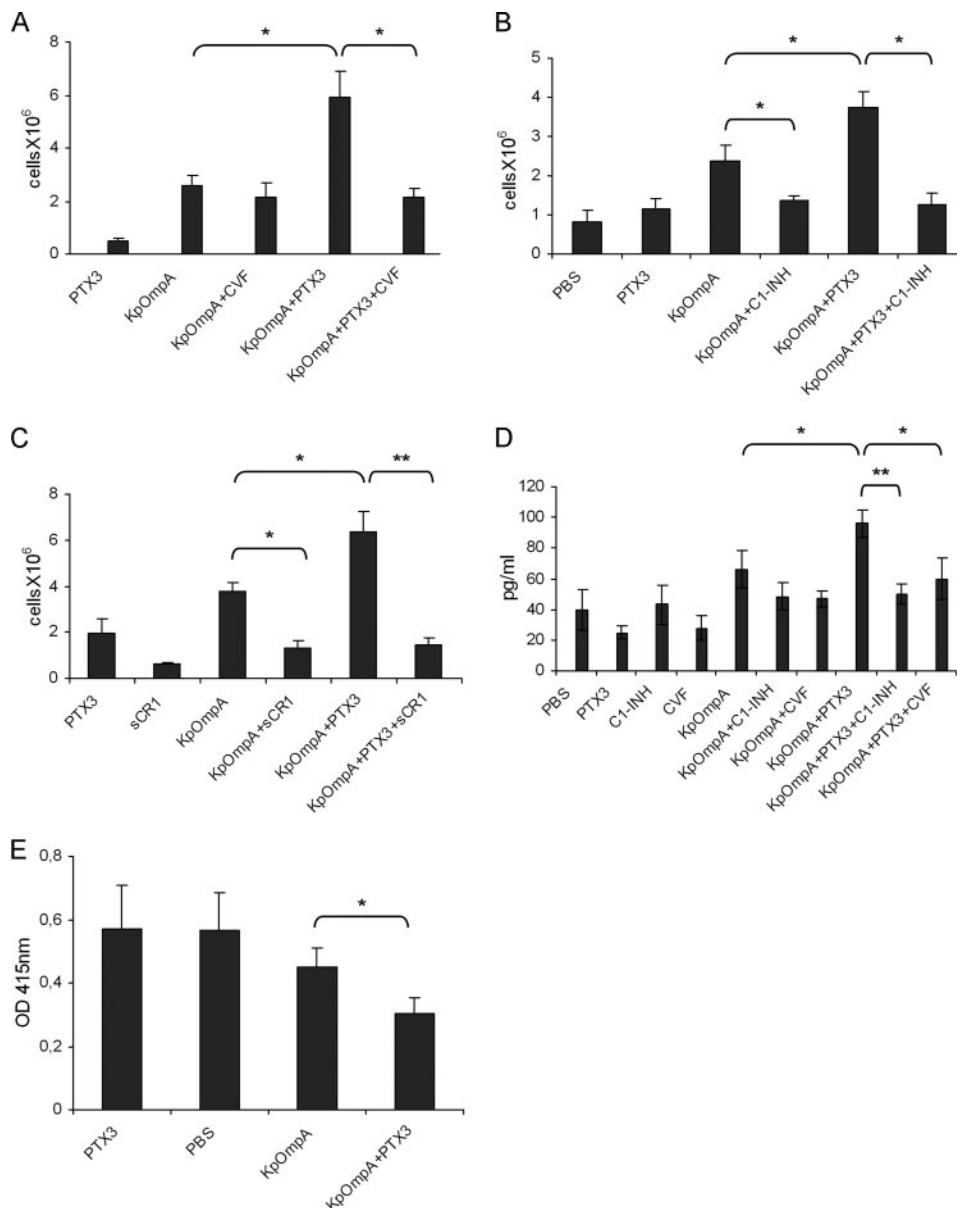 A
*
*
8
6
4
2
0
cellsX10⁶
PTX3
KpOmpA
KpOmpA+CVF
KpOmpA+PTX3
KpOmpA+PTX3+CVF
B
*
*
*
5
4
3
2
1
0
cellsX10⁶
PBS
PTX3
KpOmpA
KpOmpA+C1-INH
KpOmpA+PTX3
KpOmpA+PTX3+C1-INH
C
*
**
*
8
6
4
2
0
cellsX10⁶
PTX3
sCR1
KpOmpA
KpOmpA+sCR1
KpOmpA+PTX3
KpOmpA+PTX3+sCR1
D
*
*
**
120
100
80
60
40
20
0
pg/ml
PBS
PTX3
C1-INH
CVF
KpOmpA
KpOmpA+C1-INH
KpOmpA+CVF
KpOmpA+PTX3
KpOmpA+PTX3+C1-INH
KpOmpA+PTX3+CVF
E
*
0,8
0,6
0,4
0,2
0
OD 415nm
PTX3
PBS
KpOmpA
KpOmpA+PTX3